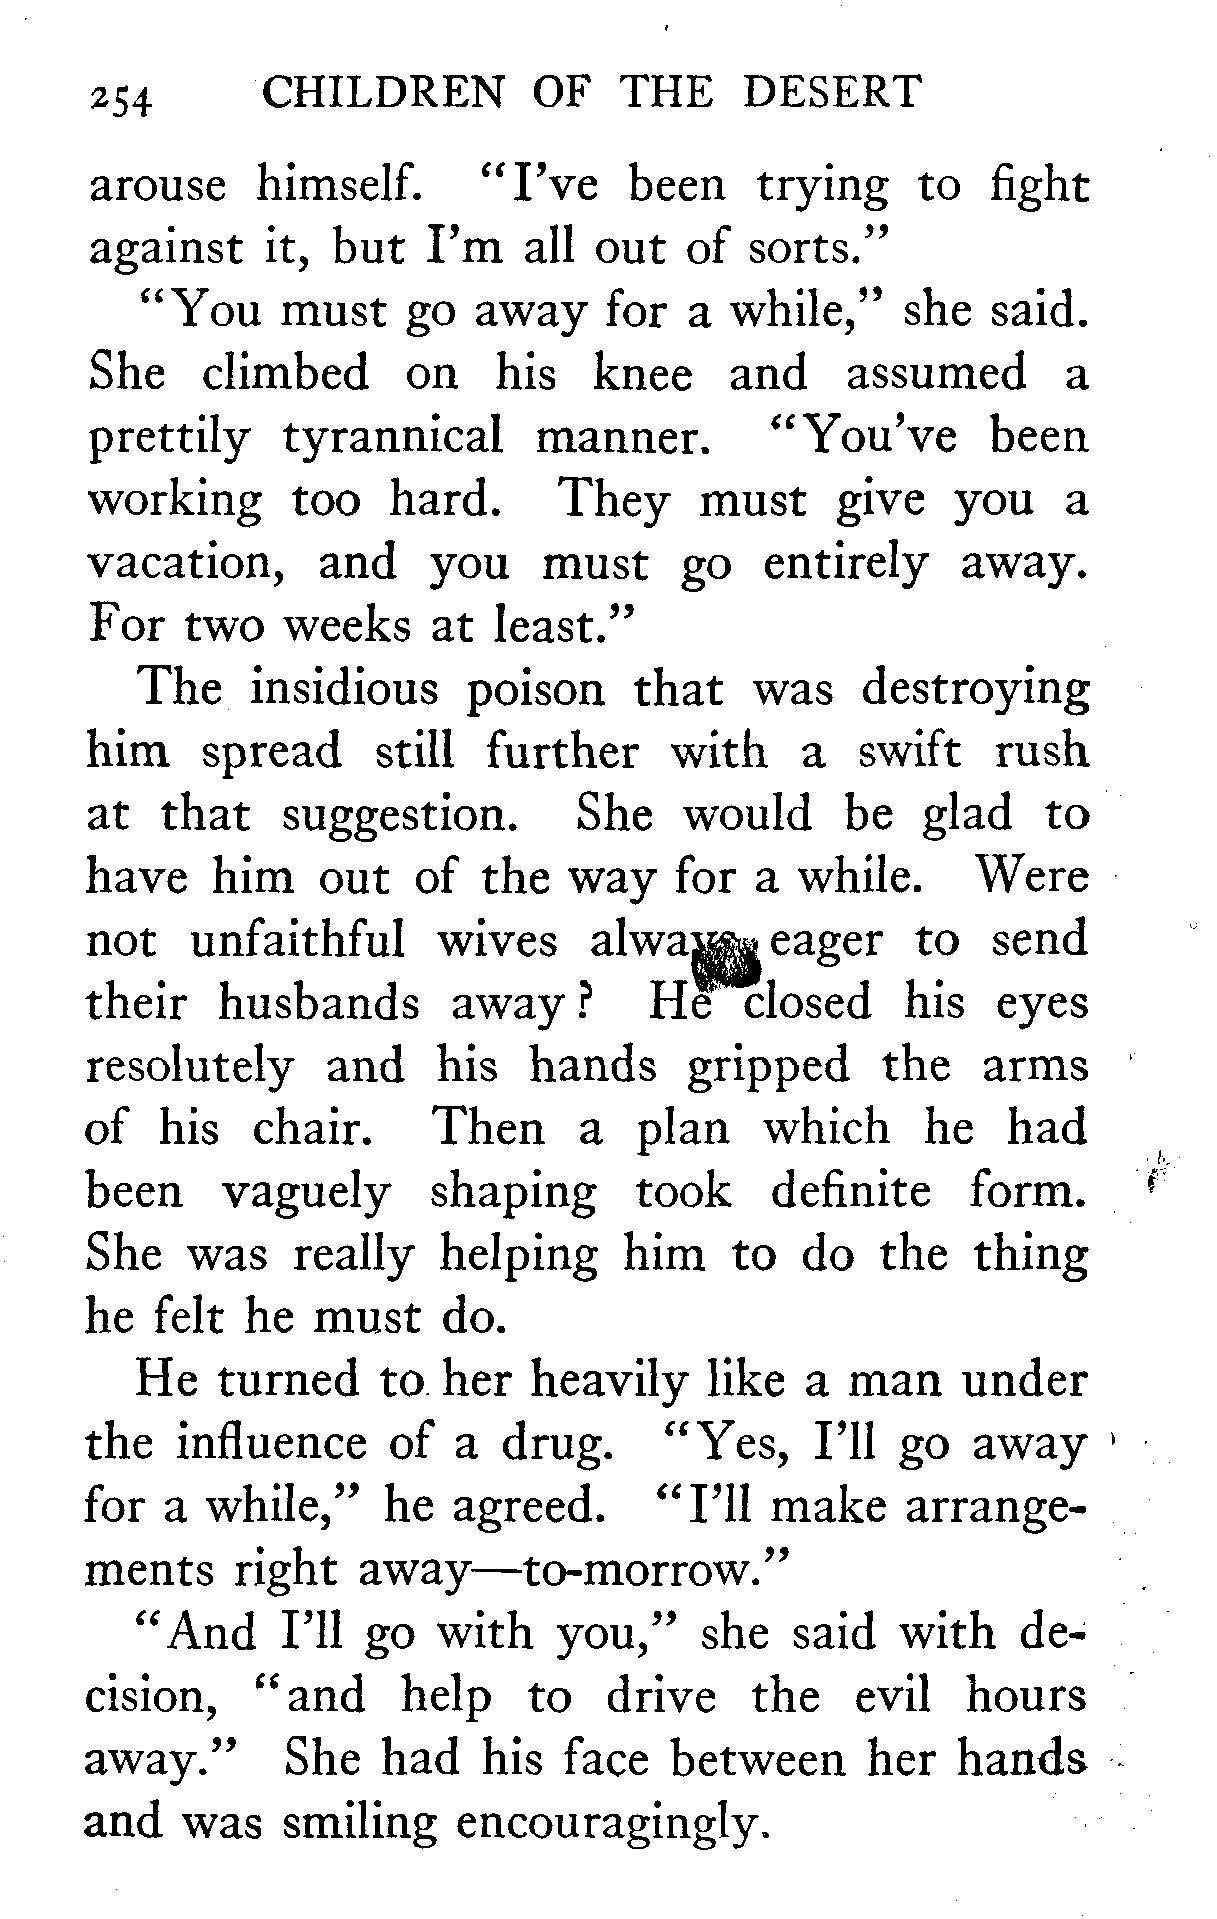 254 CHILDREN OF THE DESERT
arouse himself. "I've been trying to fight
against it, but I'm all out of sorts."
"You must go away for a while," she said.
She climbed on his knee and assumed a
prettily tyrannical manner. "You've been
working too hard. They must give you a
vacation, and you must go entirely away.
For two weeks at least."
The insidious poison that was destroying
him spread still further with a swift rush
at that suggestion. She would be glad to
have him out of the way for a while. Were
not unfaithful wives always eager to send
their husbands away? He closed his eyes
resolutely and his hands gripped the arms
of his chair. Then a plan which he had
been vaguely shaping took definite form.
She was really helping him to do the thing
he felt he must do.
He turned to her heavily like a man under
the influence of a drug. "Yes, I'll go away
for a while," he agreed. "I'll make arrange-
ments right away—to-morrow."
"And I'll go with you," she said with de-
cision, "and help to drive the evil hours
away." She had his face between her hands
and was smiling encouragingly.